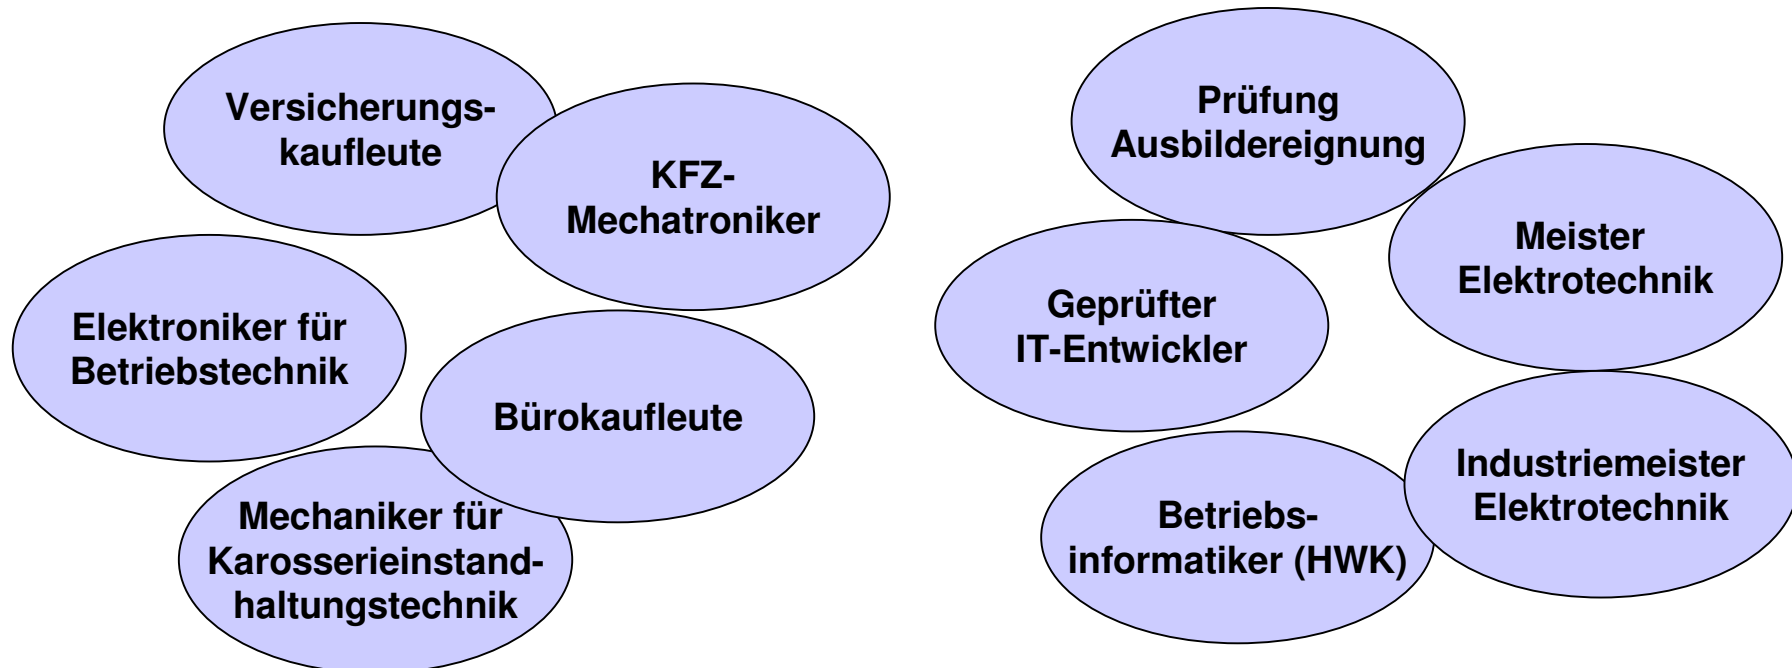 Versicherungs-
kaufleute
KFZ-
Mechatroniker
Elektroniker für
Betriebstechnik
Bürokaufleute
Mechaniker für
Karosserieinstand-
haltungstechnik
Prüfung
Ausbildereignung
Meister
Elektrotechnik
Geprüfter
IT-Entwickler
Industriemeister
Elektrotechnik
Betriebs-
informatiker (HWK)